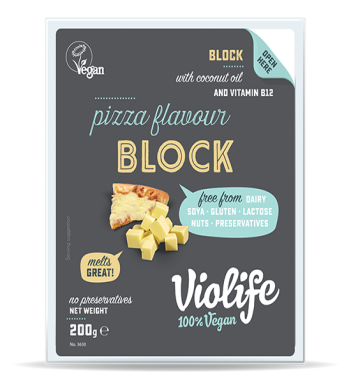 BLOCK
with coconut oil
AND VITAMIN B12
OPEN
HERE
Vegan
pizza flavour
BLOCK
free from DAIRY
SOYA · GLUTEN · LACTOSE
NUTS · PRESERVATIVES
Serving suggestion
melts
GREAT!
Violife
100% Vegan
no preservatives
NET WEIGHT
200g ℮